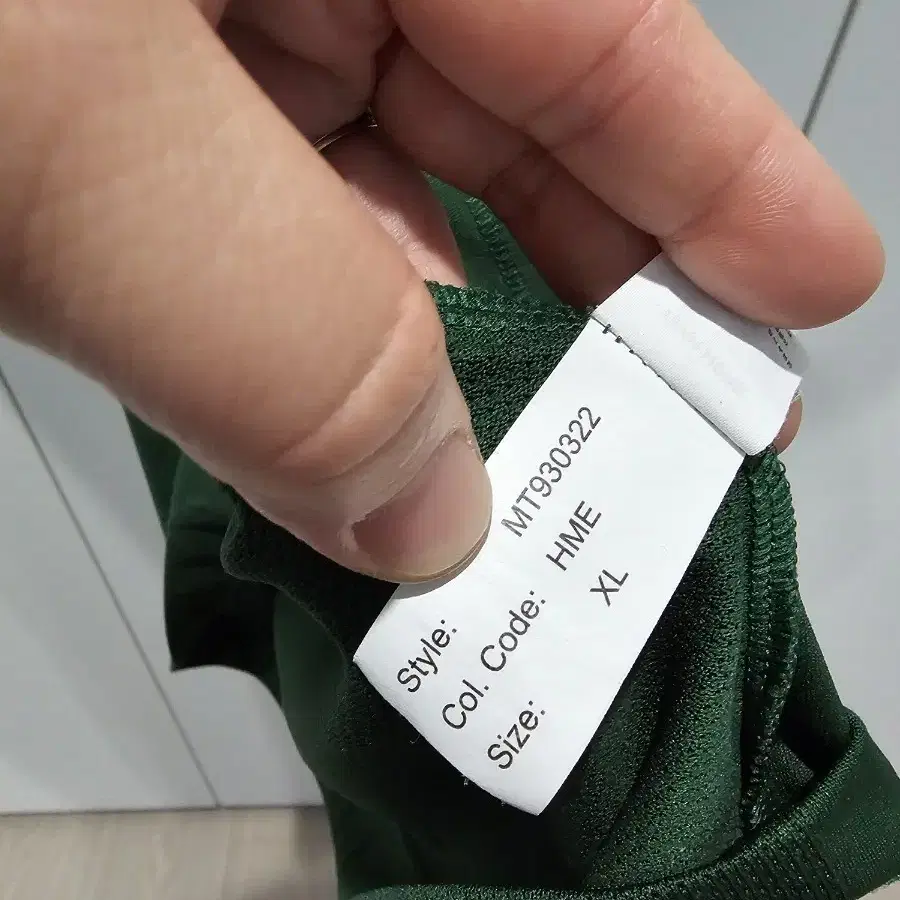 Style: MT930322
Col. Code: HME
Size: XL